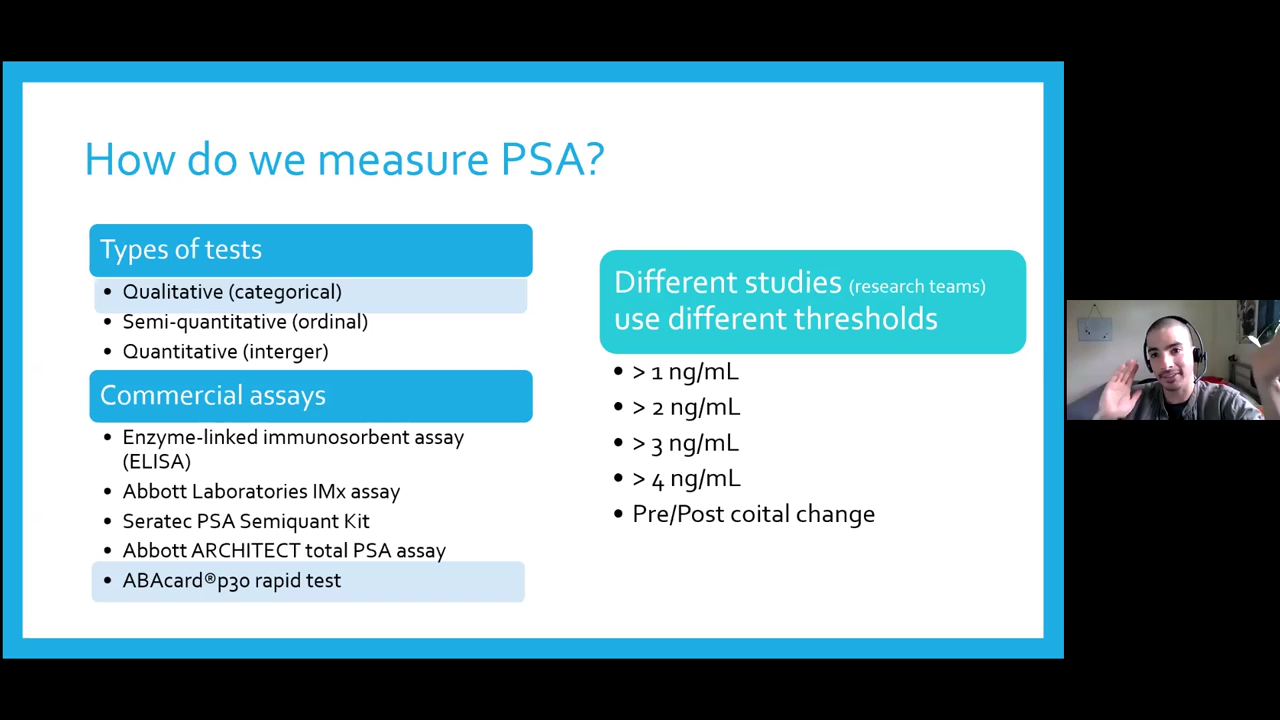 How do we measure PSA?
Types of tests
• Qualitative (categorical)
• Semi-quantitative (ordinal)
• Quantitative (interger)
Commercial assays
• Enzyme-linked immunosorbent assay
(ELISA)
• Abbott Laboratories IMx assay
• Seratec PSA Semiquant Kit
• Abbott ARCHITECT total PSA assay
• ABAcard®p30 rapid test
Different studies (research teams)
use different thresholds
• > 1 ng/mL
• > 2 ng/mL
• > 3 ng/mL
• > 4 ng/mL
• Pre/Post coital change